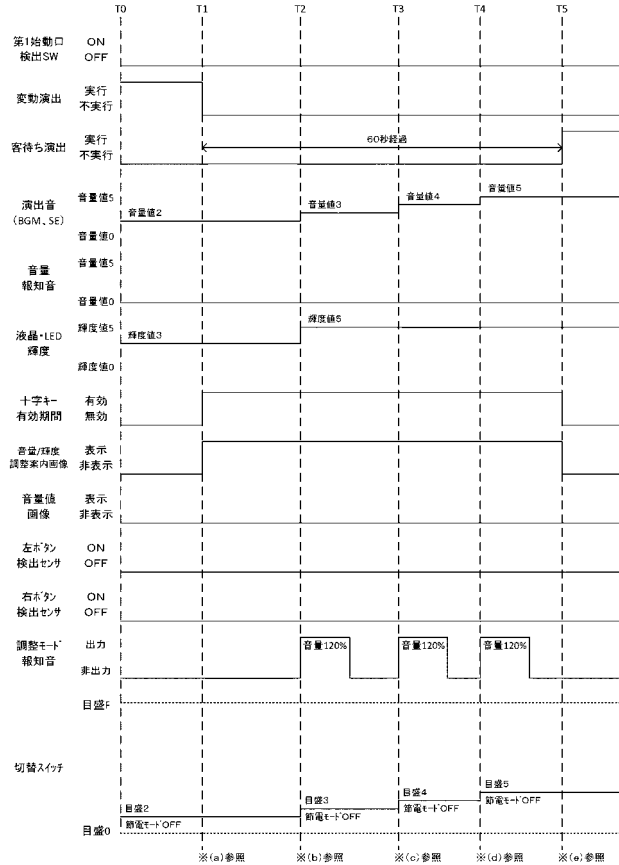 T0 T1 T2 T3 T4 T5
第1始動口
検出SW
ON
OFF
変動演出
実行
不実行
客待ち演出
実行
不実行
60秒経過
演出音
(BGM、SE)
音量値5
音量値0
音量値2
音量値3
音量値4
音量値5
音量
報知音
音量値5
音量値0
液晶・LED
輝度
輝度値5
輝度値0
輝度値3
輝度値5
十字キー
有効期間
有効
無効
音量/輝度
調整案内画像
表示
非表示
音量値
画像
表示
非表示
左ボタン
検出センサ
ON
OFF
右ボタン
検出センサ
ON
OFF
調整モード
報知音
出力
非出力
音量120%
音量120%
音量120%
切替スイッチ
目盛F
目盛0
目盛2
節電モードOFF
目盛3
節電モードOFF
目盛4
節電モードOFF
目盛5
節電モードOFF
※(a)参照 ※(b)参照 ※(c)参照 ※(d)参照 ※(e)参照